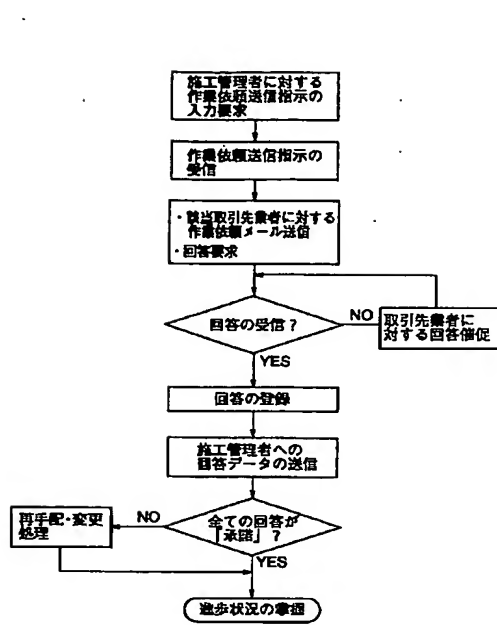 施工管理者に対する
作業依頼送信指示の
入力要求
作業依頼送信指示の
受信
・該当取引先業者に対する
作業依頼メール送信
・回答要求
回答の受信？
NO
取引先業者に
対する回答催促
YES
回答の登録
施工管理者への
回答データの送信
再手配・変更
処理
NO
全ての回答が
「承諾」？
YES
進歩状況の掌握